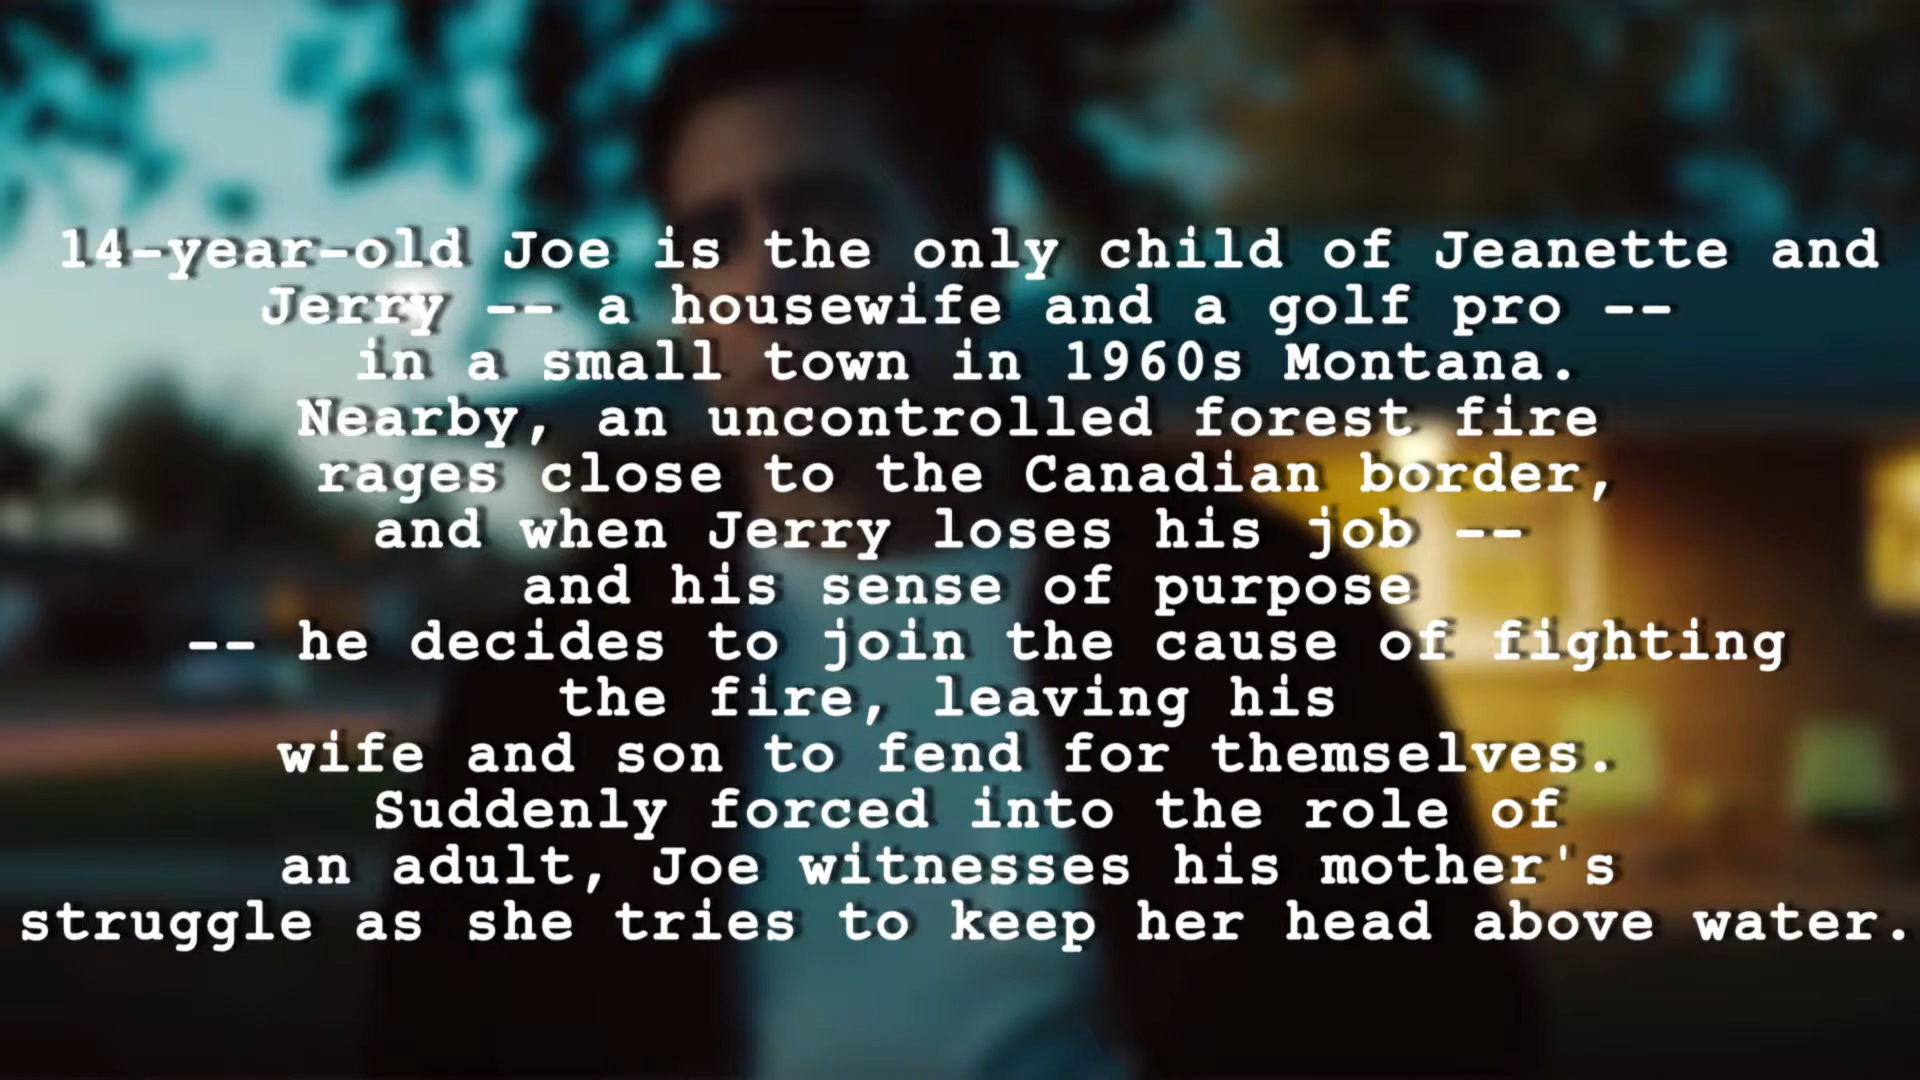 14-year-old Joe is the only child of Jeanette and
Jerry -- a housewife and a golf pro --
in a small town in 1960s Montana.
Nearby, an uncontrolled forest fire
rages close to the Canadian border,
and when Jerry loses his job --
and his sense of purpose
-- he decides to join the cause of fighting
the fire, leaving his
wife and son to fend for themselves.
Suddenly forced into the role of
an adult, Joe witnesses his mother's
struggle as she tries to keep her head above water.